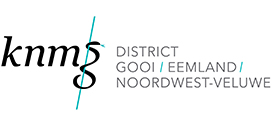 knmg
DISTRICT
GOOI / EEMLAND /
NOORDWEST-VELUWE